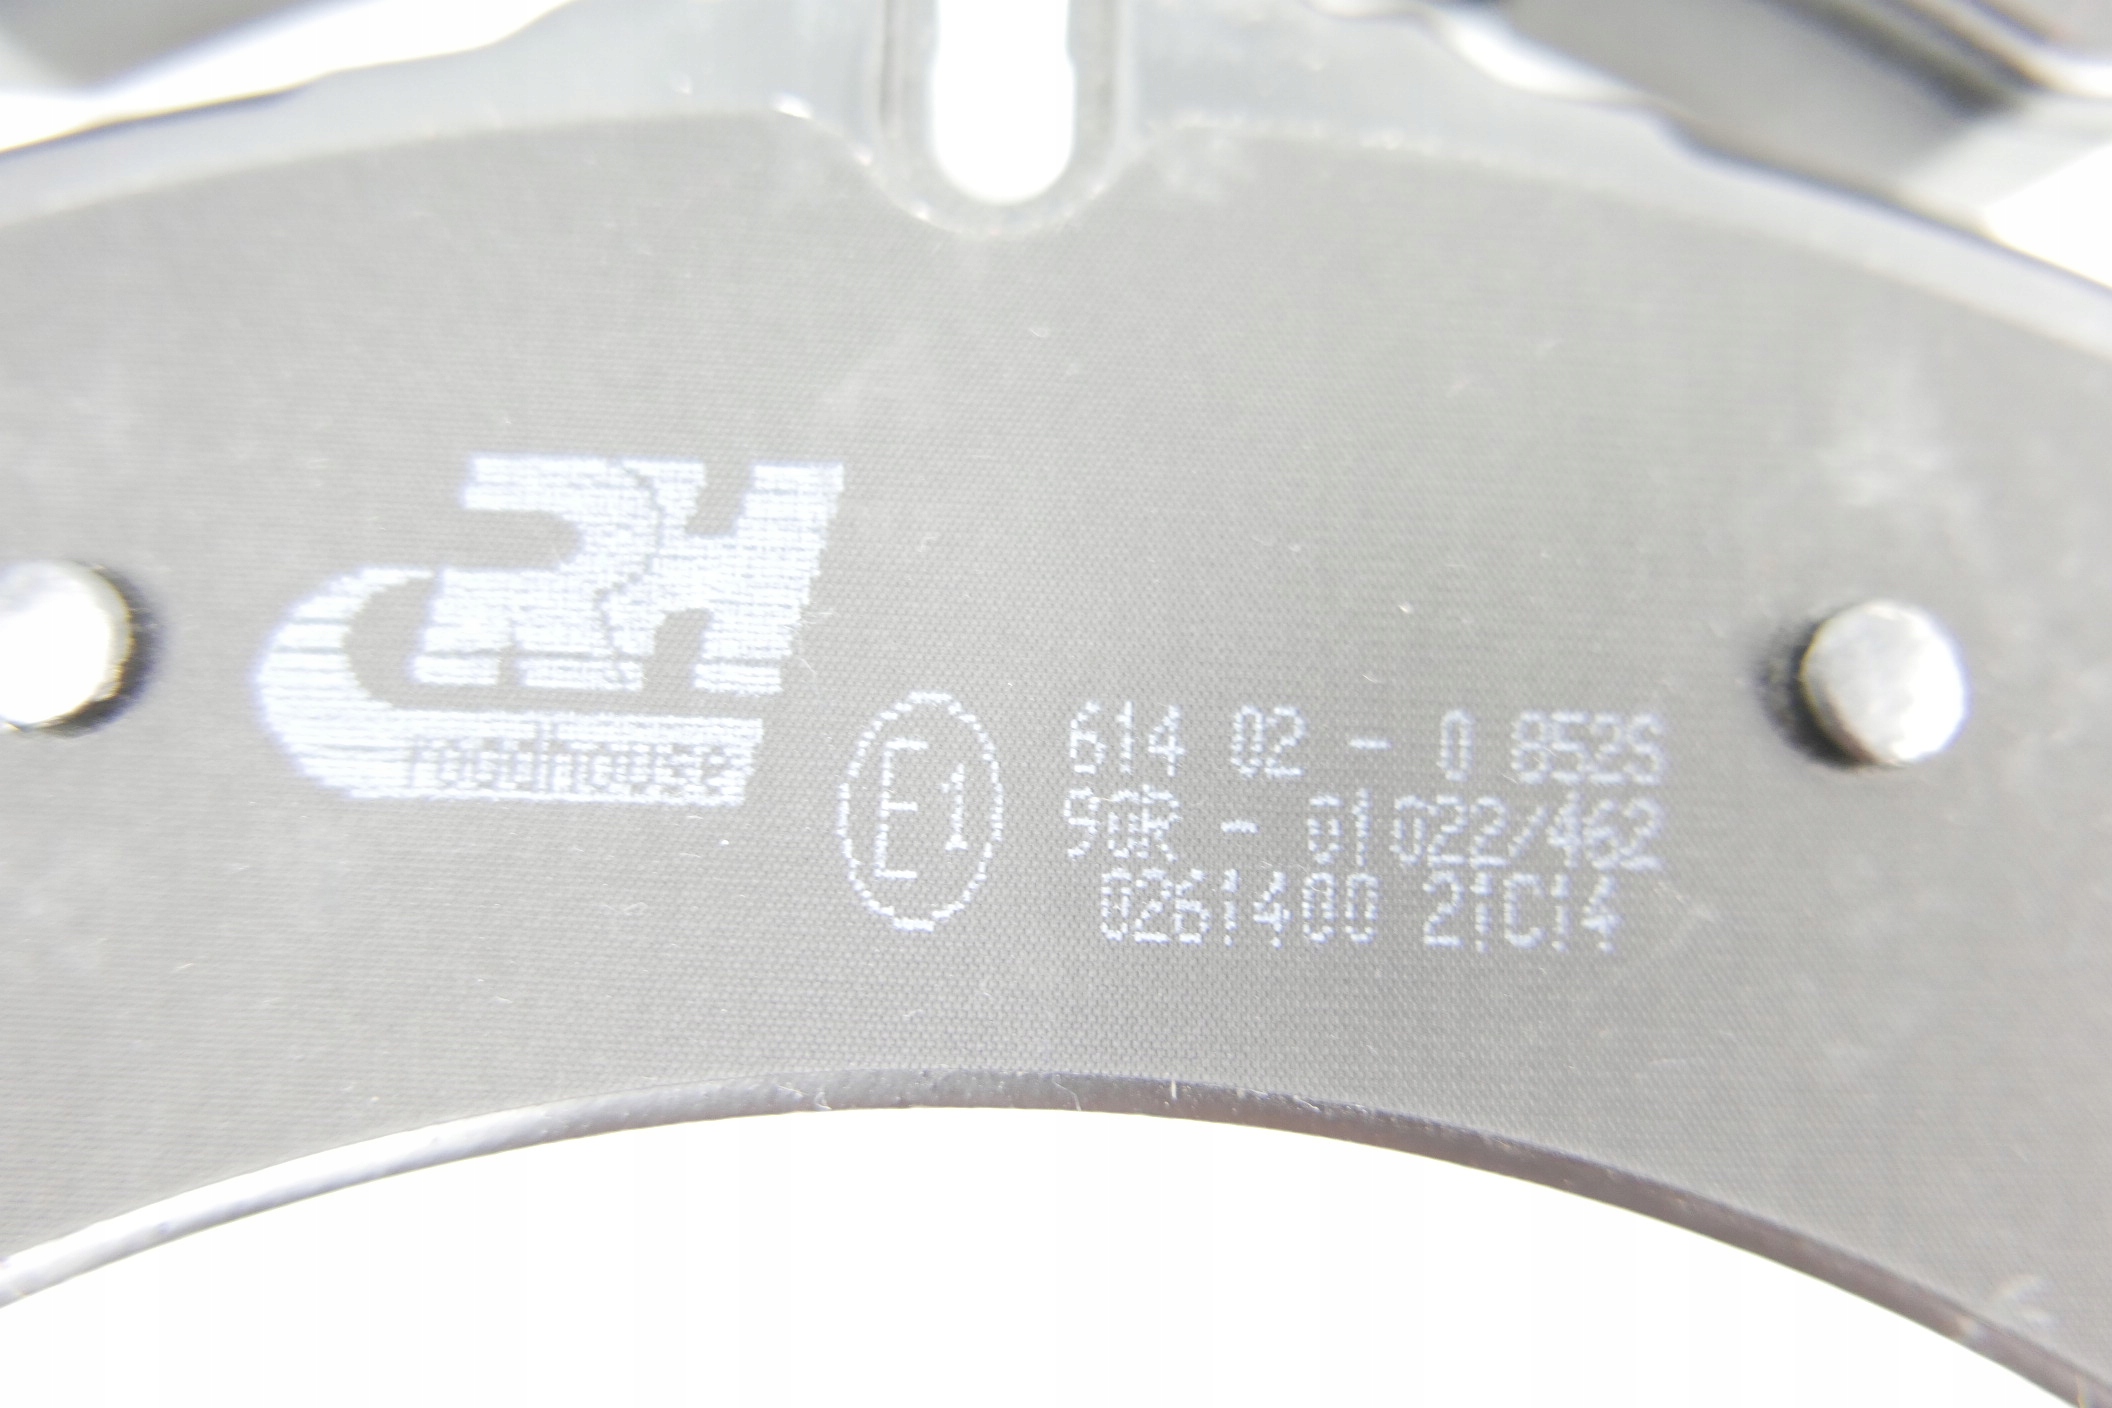 RH
roadhouse
E1
614 02 - 0 852S
90R - 01022/462
0261400 21C14